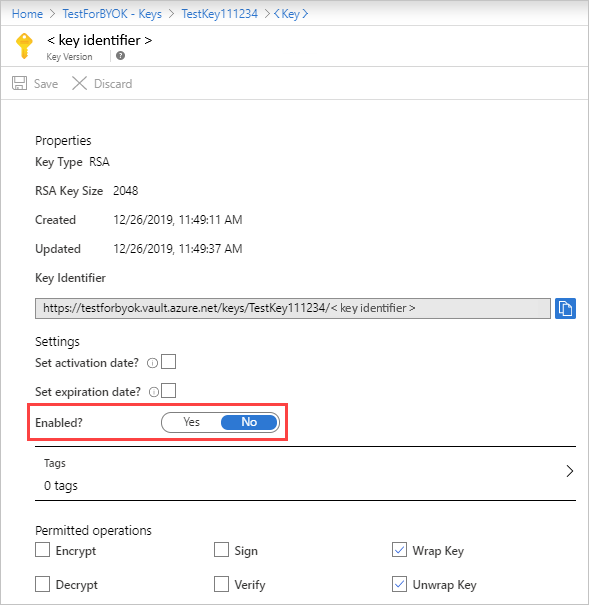 Home > TestForBYOK - Keys > TestKey111234 > <Key>
< key identifier >
Key Version
Save Discard
Properties
Key Type RSA
RSA Key Size 2048
Created 12/26/2019, 11:49:11 AM
Updated 12/26/2019, 11:49:37 AM
Key Identifier
https://testforbyok.vault.azure.net/keys/TestKey111234/< key identifier >
Settings
Set activation date?
Set expiration date?
Enabled? Yes No
Tags
0 tags
Permitted operations
Encrypt Sign Wrap Key
Decrypt Verify Unwrap Key